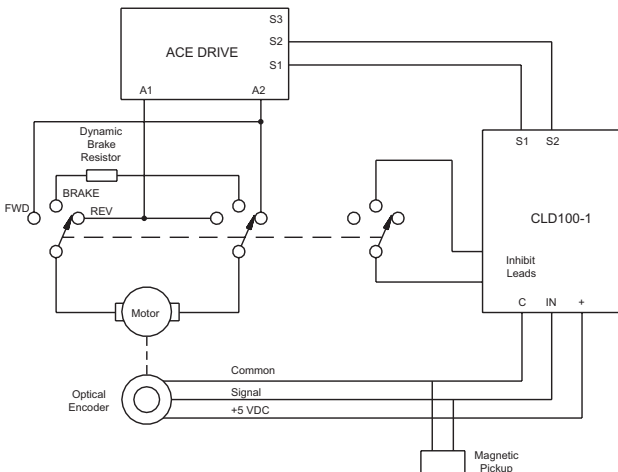 S3
ACE DRIVE
S2
S1
A1
A2
Dynamic
Brake
Resistor
BRAKE
FWD
REV
S1
S2
CLD100-1
Inhibit
Leads
C
IN
+
Motor
Common
Optical
Encoder
Signal
+5 VDC
Magnetic
Pickup